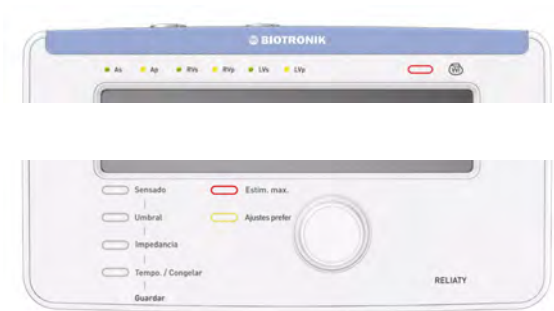 BIOTRONIK
As Ap RVs RVp LVs LVp
Sensado Estim. max.
Umbral Ajustes prefer
Impedancia
Tempo. / Congelar
Guardar
RELIATY